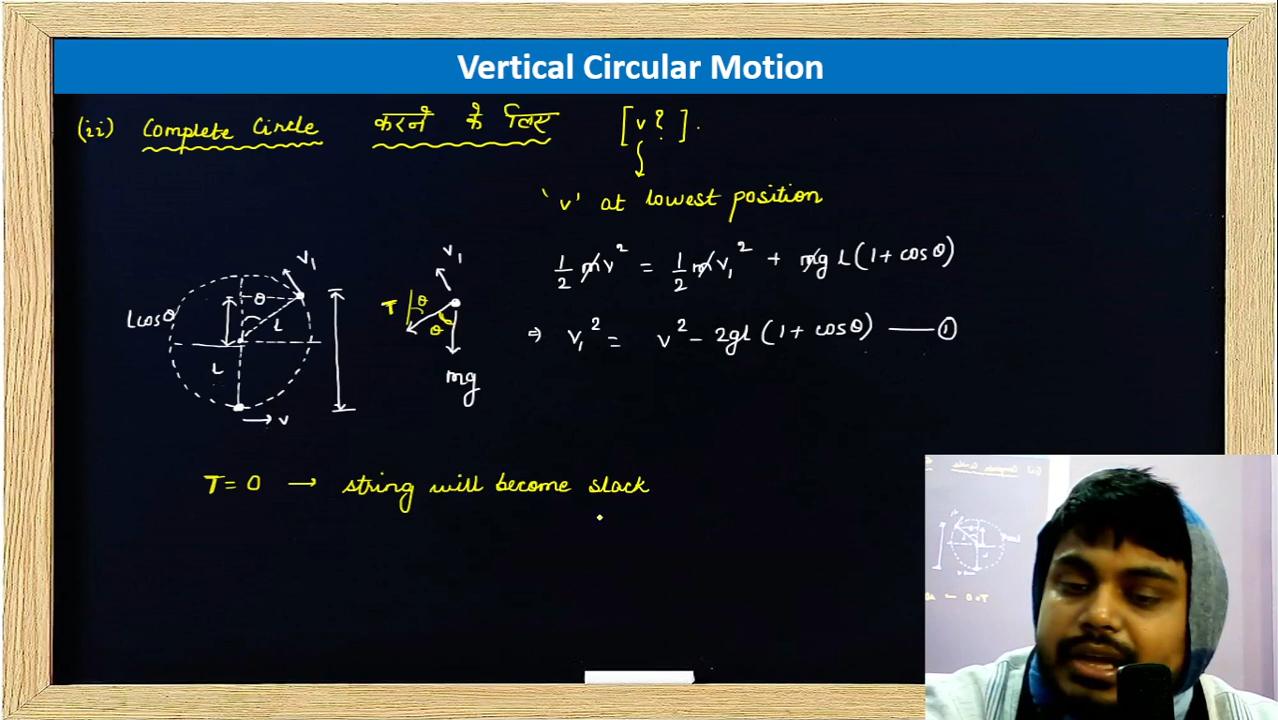 Vertical Circular Motion
(ii) Complete Circle करने के लिए [v?].
'v' at lowest position
½ mv² = ½ mv₁² + mg L(1 + cosθ)
⇒ v₁² = v² - 2gl (1 + cosθ) —— ①
v₁
θ
Lcosθ
L
L
v
v₁
T
θ
θ
mg
T = 0 → string will become slack